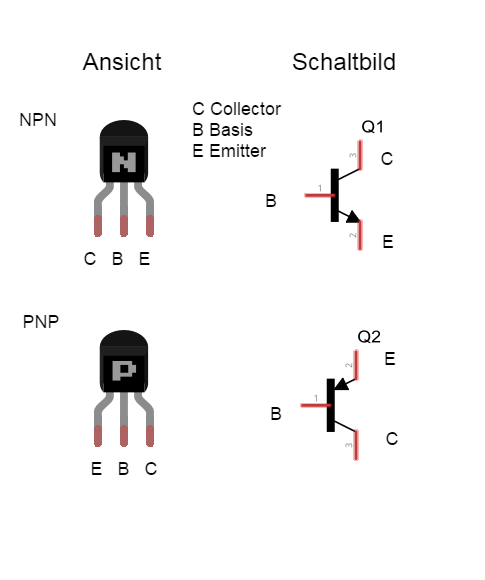 Ansicht
Schaltbild
NPN
C Collector
B Basis
E Emitter
N
C B E
Q1
3
C
1
B
2
E
PNP
P
E B C
Q2
2
E
1
B
3
C